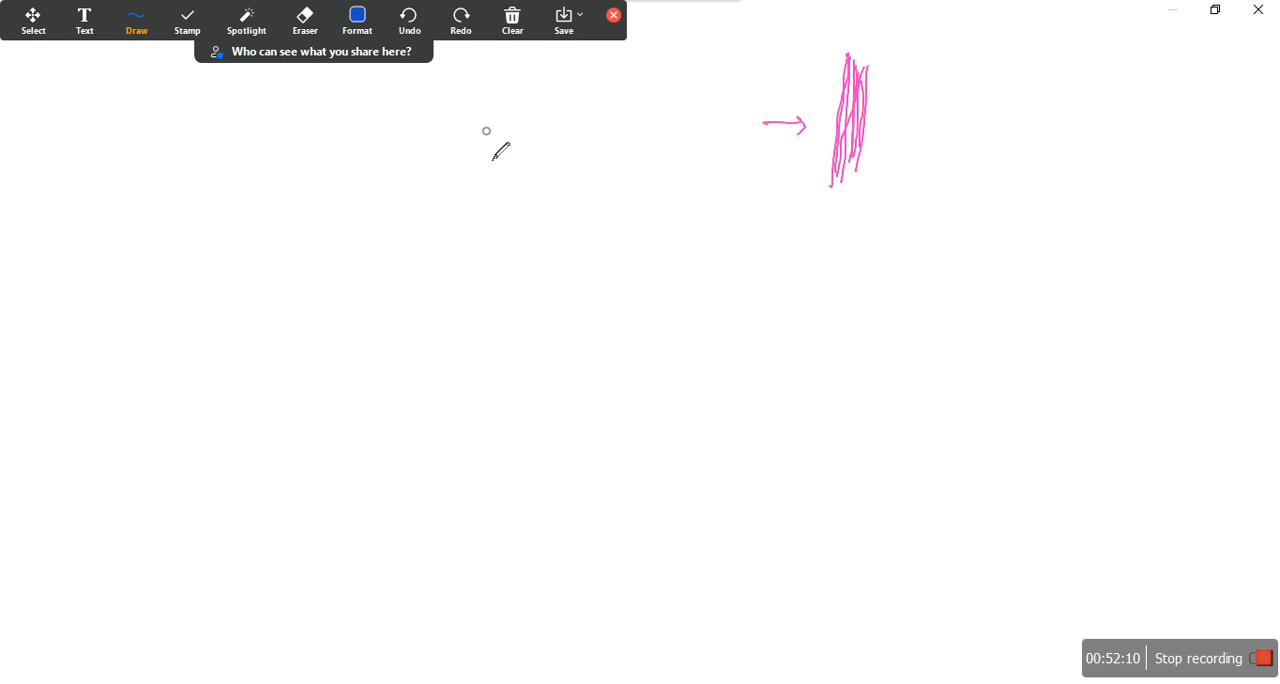 Select Text Draw Stamp Spotlight Eraser Format Undo Redo Clear Save
Who can see what you share here?
00:52:10 Stop recording